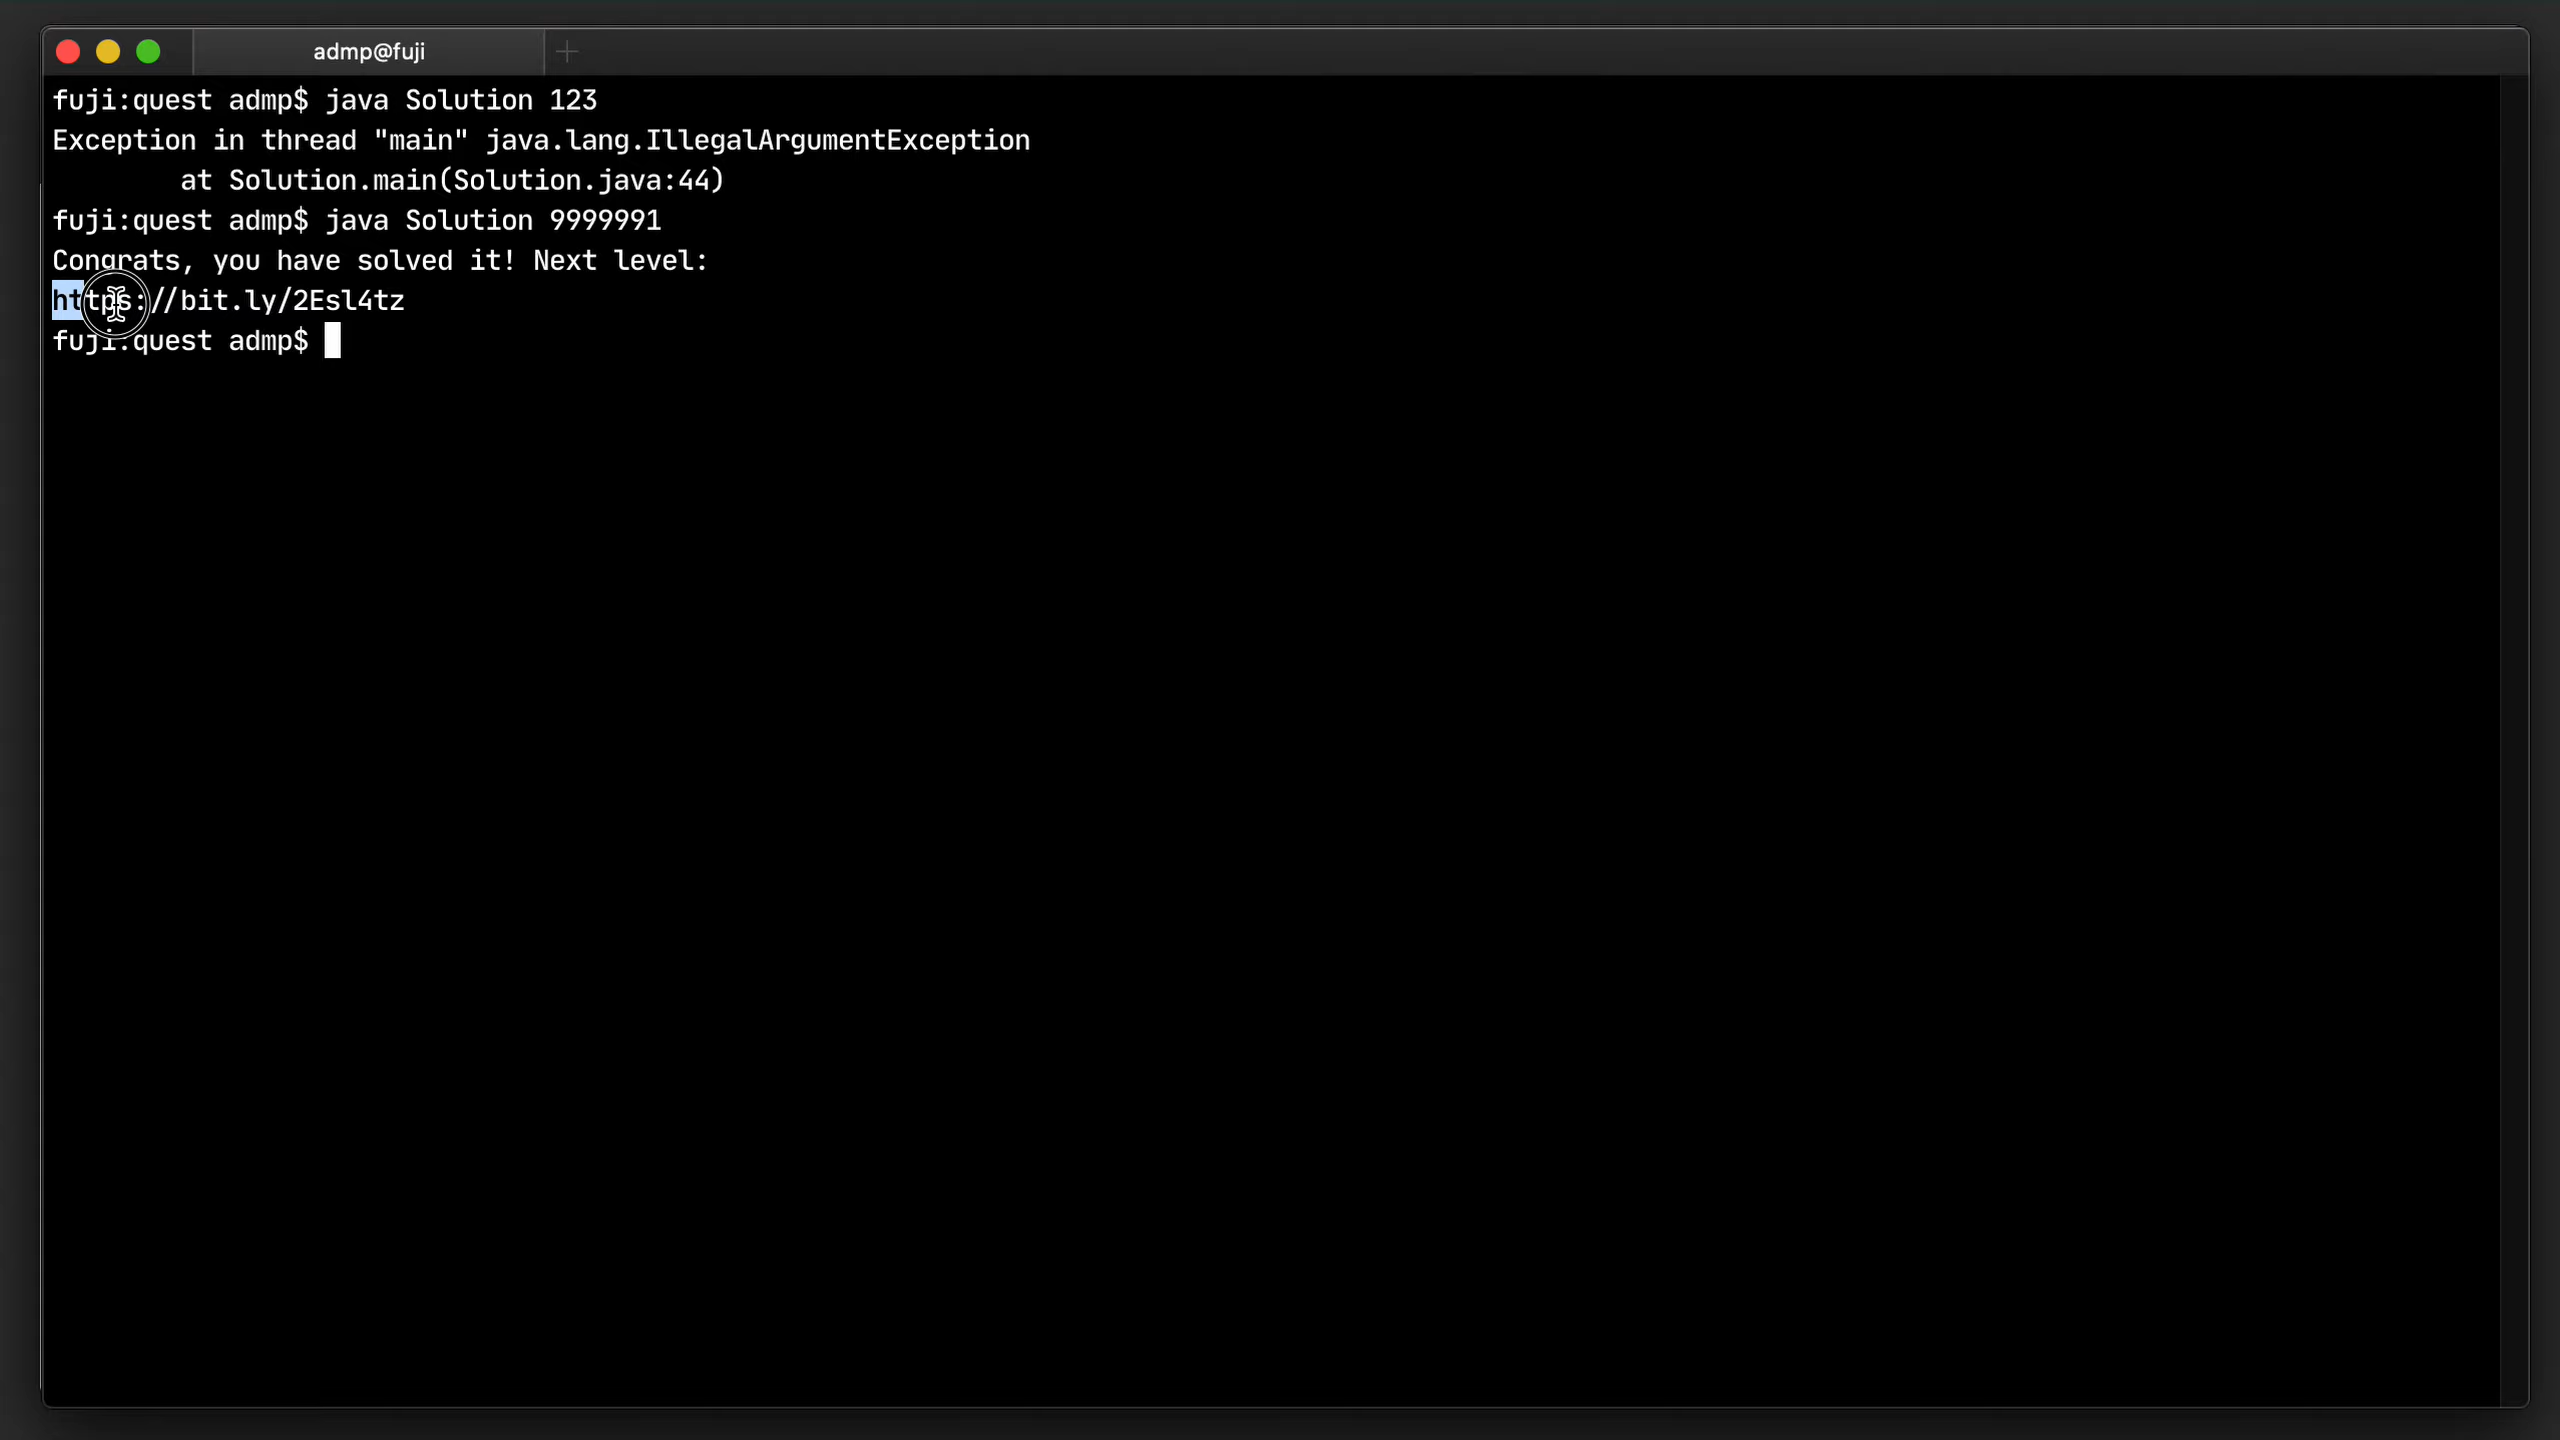 admp@fuji
fuji:quest admp$ java Solution 123
Exception in thread "main" java.lang.IllegalArgumentException
        at Solution.main(Solution.java:44)
fuji:quest admp$ java Solution 9999991
Congrats, you have solved it! Next level:
https://bit.ly/2Esl4tz
fuji:quest admp$